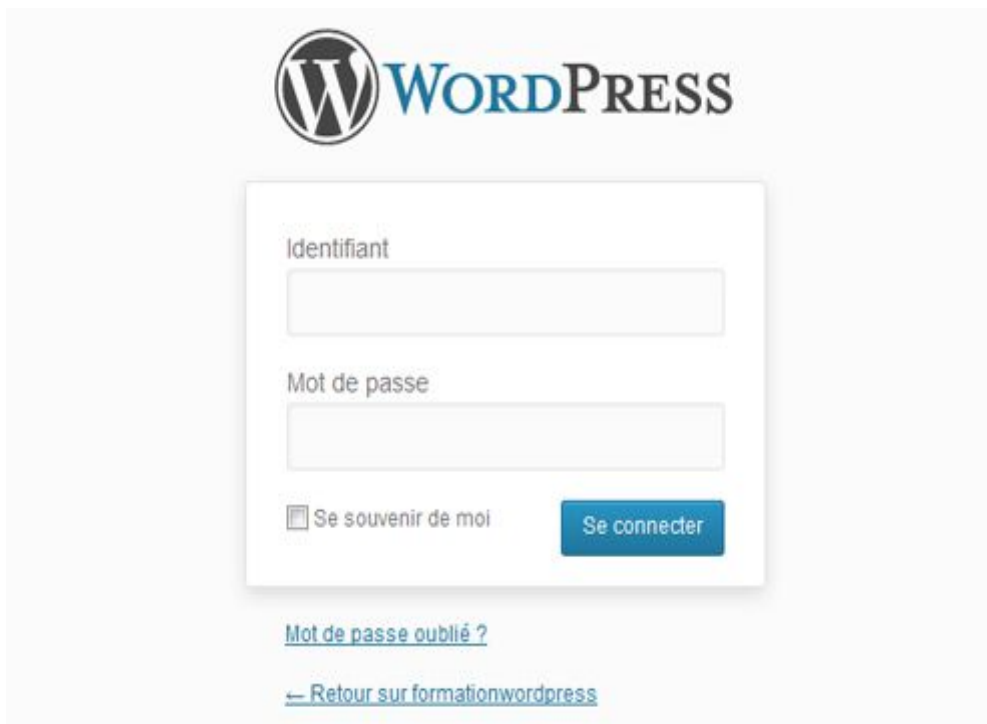 WORDPRESS
Identifiant
Mot de passe
Se souvenir de moi
Se connecter
Mot de passe oublié ?
← Retour sur formationwordpress